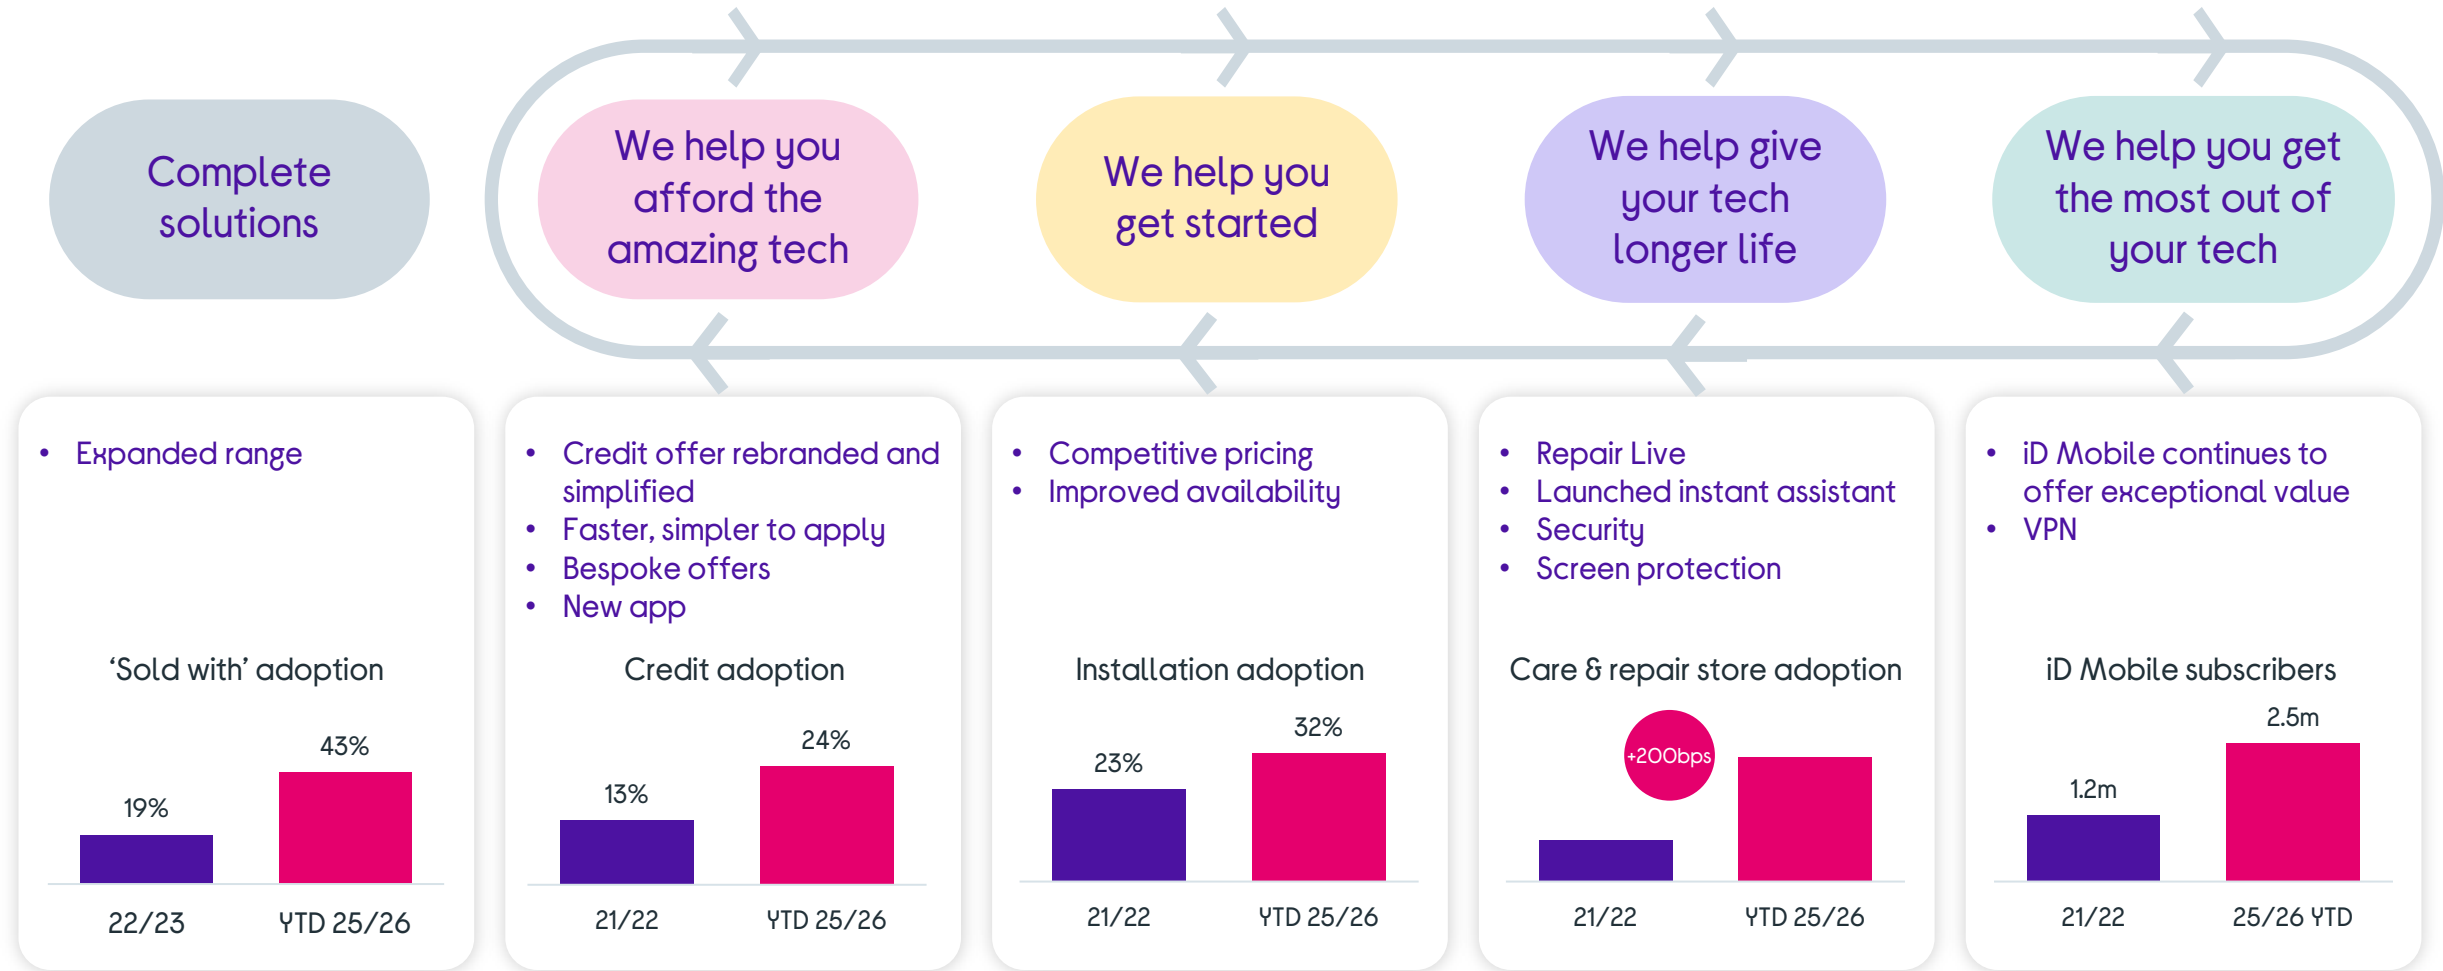 Complete
solutions
We help you
afford the
amazing tech
We help you
get started
We help give
your tech
longer life
We help you get
the most out of
your tech
• Expanded range
'Sold with' adoption
19%
43%
22/23
YTD 25/26
• Credit offer rebranded and
simplified
• Faster, simpler to apply
• Bespoke offers
• New app
Credit adoption
13%
24%
21/22
YTD 25/26
• Competitive pricing
• Improved availability
Installation adoption
23%
32%
21/22
YTD 25/26
• Repair Live
• Launched instant assistant
• Security
• Screen protection
Care & repair store adoption
+200bps
21/22
YTD 25/26
• iD Mobile continues to
offer exceptional value
• VPN
iD Mobile subscribers
1.2m
2.5m
21/22
25/26 YTD